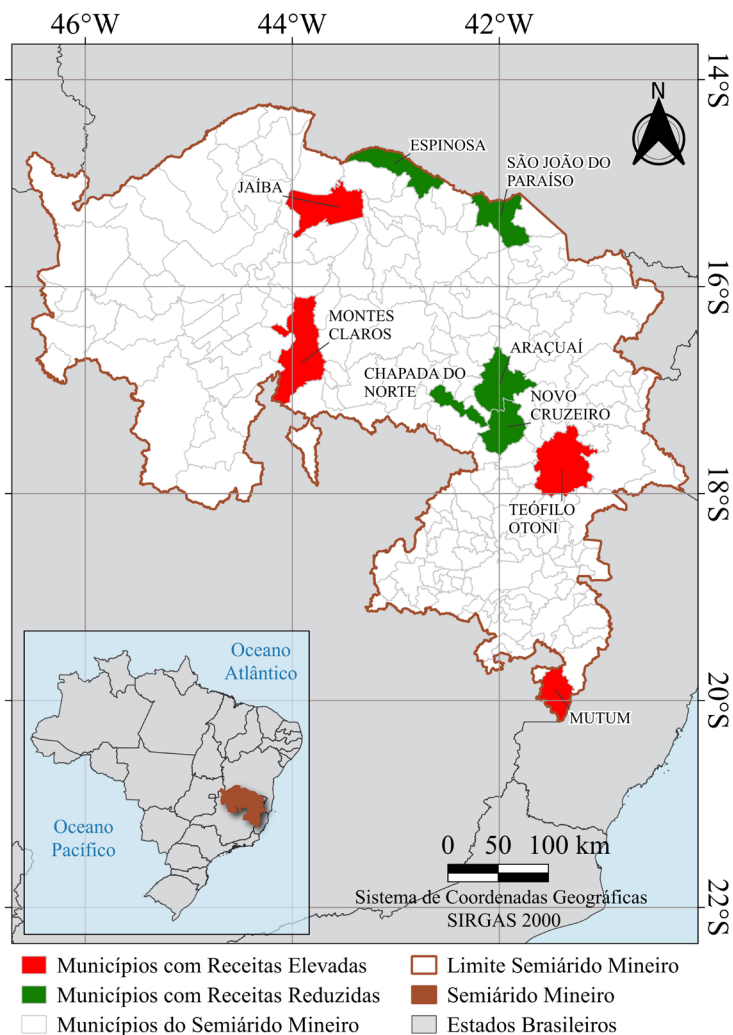 46°W 44°W 42°W
14°S
N
ESPINOSA
SÃO JOÃO DO
PARAÍSO
JAÍBA
16°S
MONTES
CLAROS
ARAÇUAÍ
CHAPADA DO
NORTE
NOVO
CRUZEIRO
18°S
TEÓFILO
OTONI
Oceano
Atlântico
20°S
MUTUM
Oceano
Pacífico
0 50 100 km
Sistema de Coordenadas Geográficas
SIRGAS 2000
22°S
Municípios com Receitas Elevadas
Municípios com Receitas Reduzidas
Municípios do Semiárido Mineiro
Limite Semiárido Mineiro
Semiárido Mineiro
Estados Brasileiros